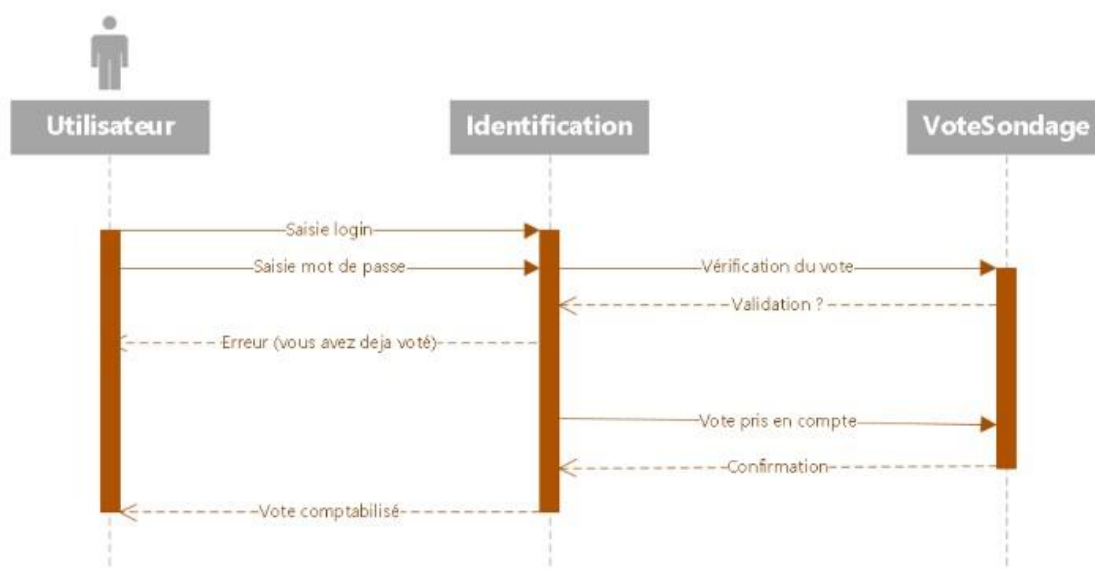 Utilisateur
Identification
VoteSondage
Saisie login
Saisie mot de passe
Vérification du vote
Validation ?
Erreur (vous avez deja voté)
Vote pris en compte
Confirmation
Vote comptabilisé